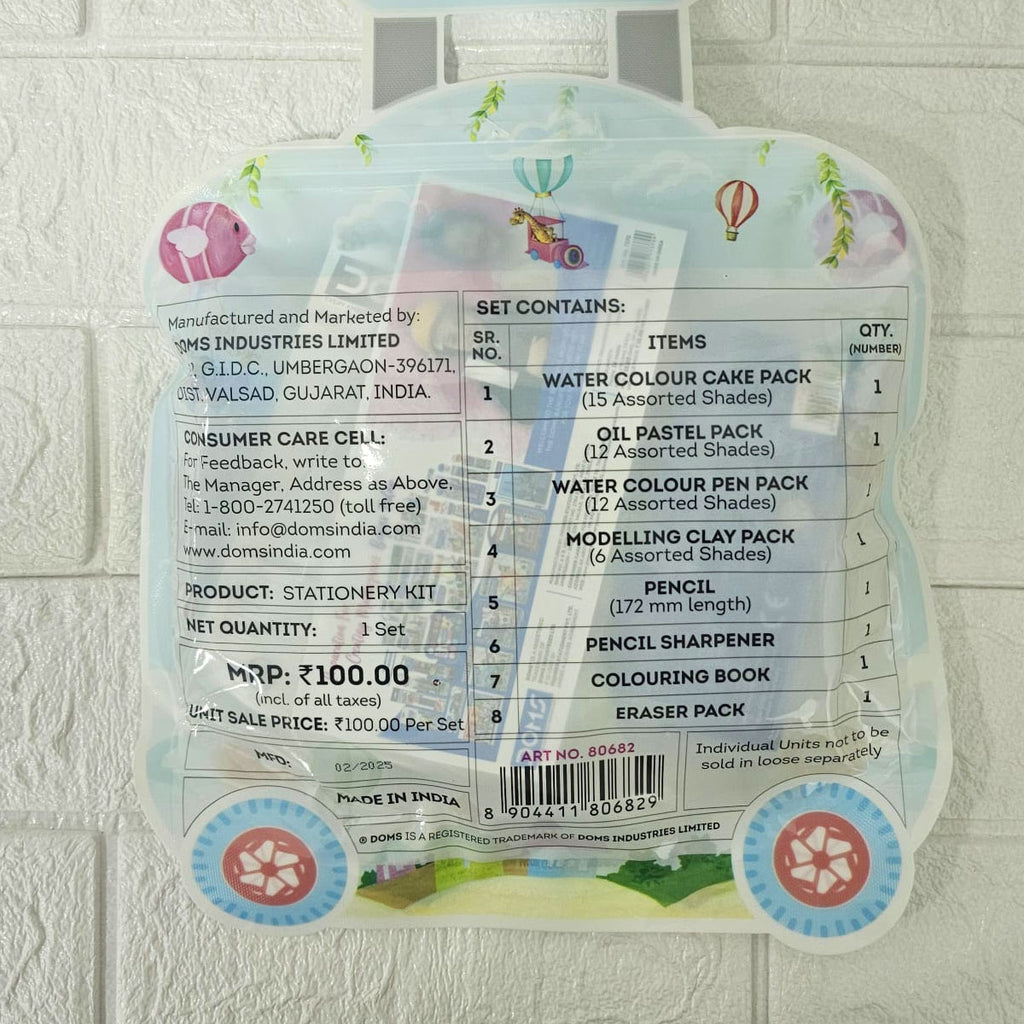 Manufactured and Marketed by:
DOMS INDUSTRIES LIMITED
G.I.D.C., UMBERGAON-396171,
DIST. VALSAD, GUJARAT, INDIA.
CONSUMER CARE CELL:
For Feedback, write to:
The Manager, Address as Above.
Tel: 1-800-2741250 (toll free)
E-mail: info@domsindia.com
www.domsindia.com
PRODUCT: STATIONERY KIT
NET QUANTITY: 1 Set
MRP: ₹100.00
(incl. of all taxes)
UNIT SALE PRICE: ₹100.00 Per Set
MFD: 02/2025
MADE IN INDIA
SET CONTAINS:
SR. NO. ITEMS QTY. (NUMBER)
1 WATER COLOUR CAKE PACK 1
(15 Assorted Shades)
2 OIL PASTEL PACK 1
(12 Assorted Shades)
3 WATER COLOUR PEN PACK 1
(12 Assorted Shades)
4 MODELLING CLAY PACK 1
(6 Assorted Shades)
5 PENCIL 1
(172 mm length)
6 PENCIL SHARPENER 1
7 COLOURING BOOK 1
8 ERASER PACK 1
ART NO. 80682
8 904411 806829
Individual Units not to be
sold in loose separately
® DOMS IS A REGISTERED TRADEMARK OF DOMS INDUSTRIES LIMITED
DOMS